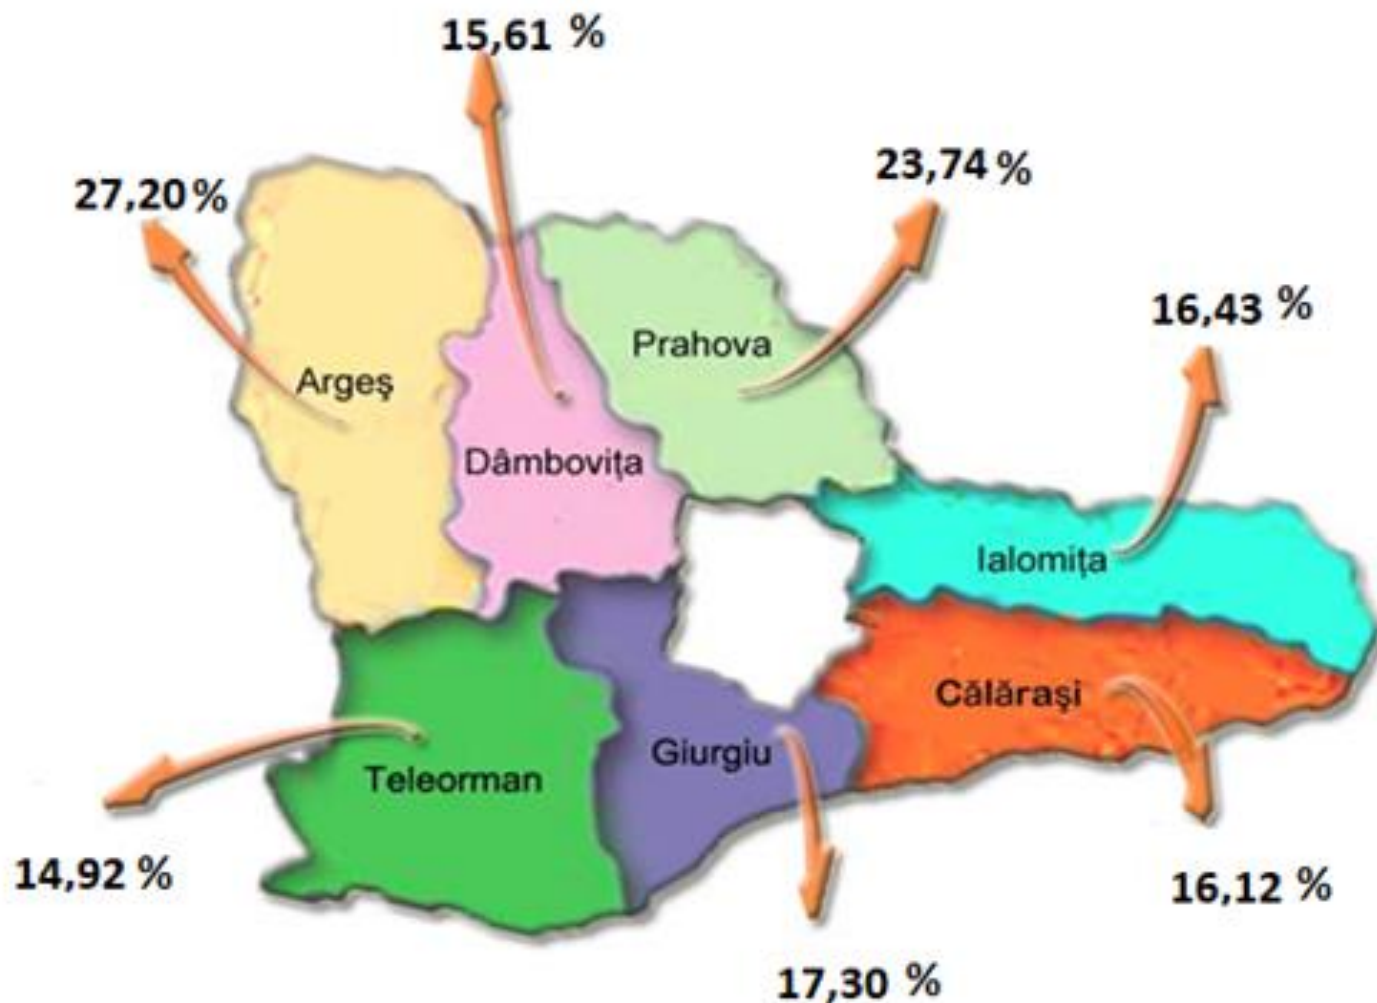 15,61 %
27,20 %
23,74 %
16,43 %
Prahova
Argeş
Dâmboviţa
Ialomiţa
Călăraşi
Giurgiu
Teleorman
14,92 %
16,12 %
17,30 %